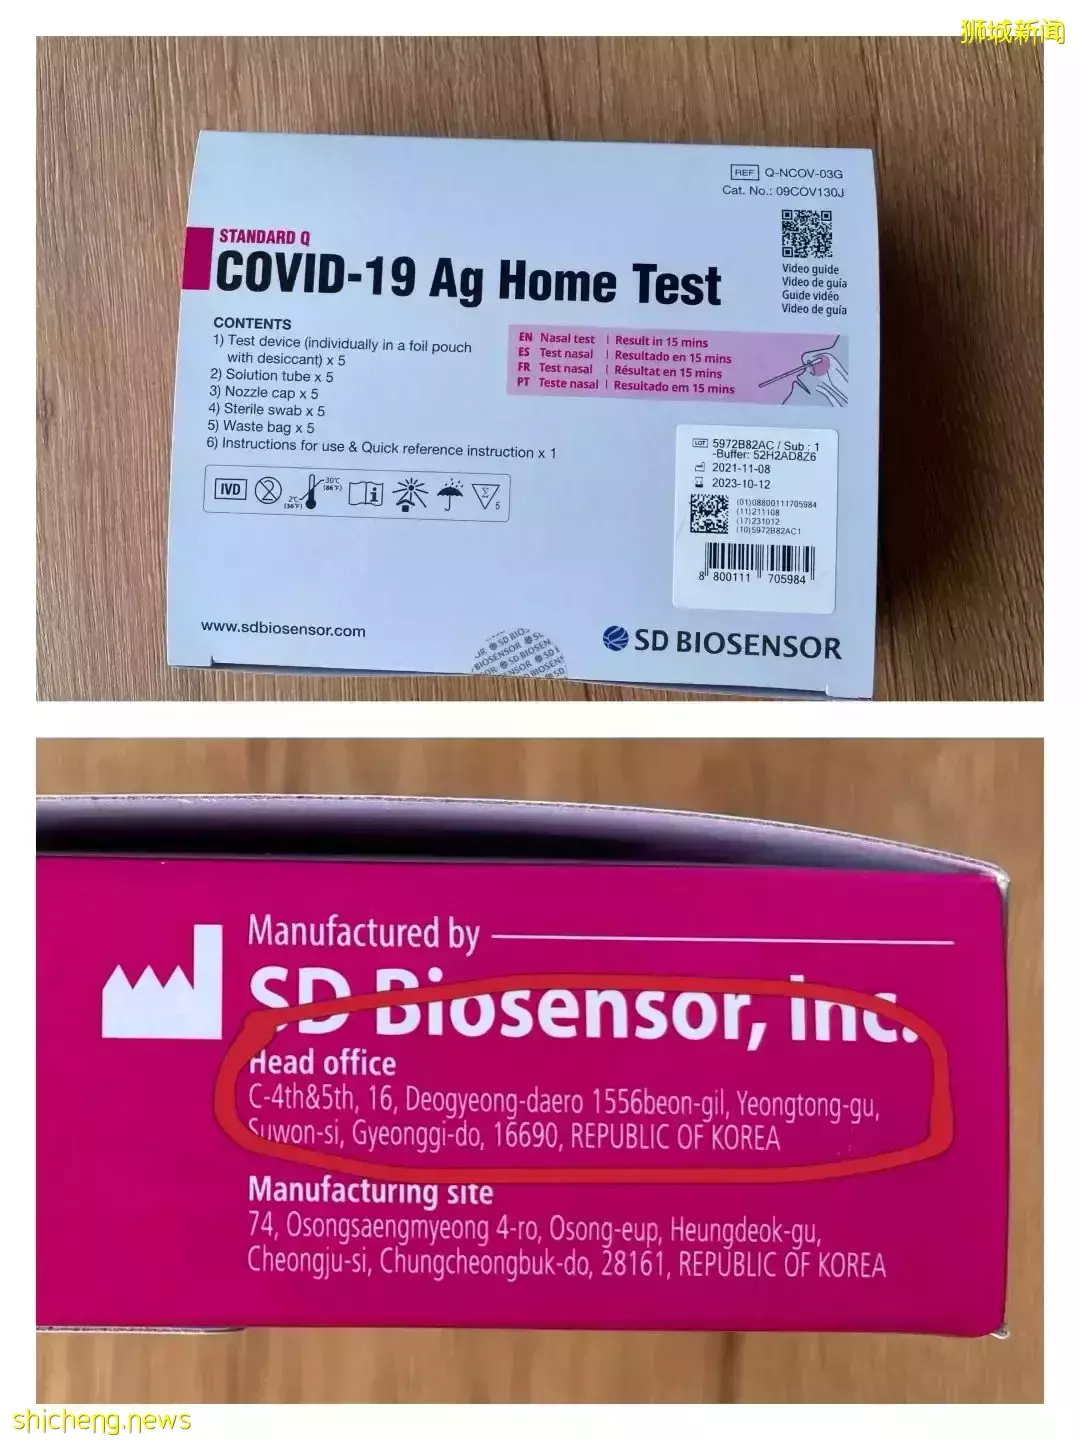 狮城新闻
REF Q-NCOV-03G
Cat. No.: 09COV130J
STANDARD Q
COVID-19 Ag Home Test
Video guide
Video de guía
Guide vidéo
Video de guía
CONTENTS
1) Test device (individually in a foil pouch
with desiccant) x 5
2) Solution tube x 5
3) Nozzle cap x 5
4) Sterile swab x 5
5) Waste bag x 5
6) Instructions for use & Quick reference instruction x 1
EN Nasal test | Result in 15 mins
ES Test nasal | Resultado en 15 mins
FR Test nasal | Résultat en 15 mins
PT Teste nasal | Resultado em 15 mins
IVD 2 2°C (36°F) 30°C (86°F) i Σ 5
LOT 5972B82AC / Sub : 1
-Buffer: 52H2AD8Z6
2021-11-08
2023-10-12
(01)08800111705984
(11)211108
(17)231012
(10)5972B82AC1
8 800111 705984
www.sdbiosensor.com
SD BIOSENSOR
Manufactured by
SD Biosensor, Inc.
Head office
C-4th&5th, 16, Deogyeong-daero 1556beon-gil, Yeongtong-gu,
Suwon-si, Gyeonggi-do, 16690, REPUBLIC OF KOREA
Manufacturing site
74, Osongsaengmyeong 4-ro, Osong-eup, Heungdeok-gu,
Cheongju-si, Chungcheongbuk-do, 28161, REPUBLIC OF KOREA
shicheng.news